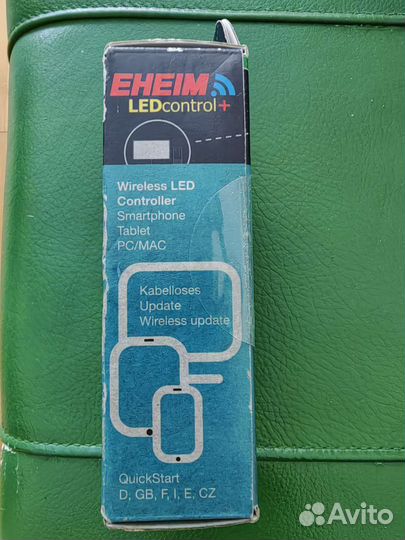 EHEIM
LEDcontrol+
Wireless LED
Controller
Smartphone
Tablet
PC/MAC
Kabelloses
Update
Wireless update
QuickStart
D, GB, F, I, E, CZ
Avito